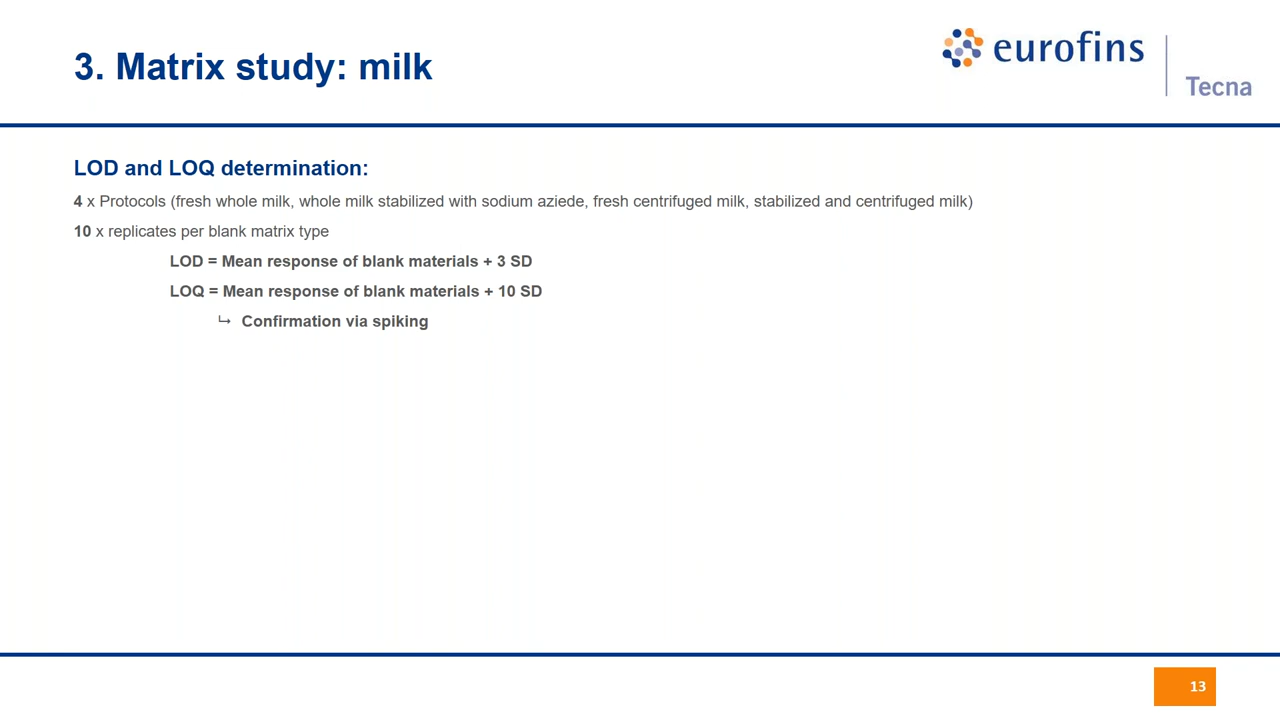 3. Matrix study: milk
eurofins
Tecna
LOD and LOQ determination:
4 x Protocols (fresh whole milk, whole milk stabilized with sodium aziede, fresh centrifuged milk, stabilized and centrifuged milk)
10 x replicates per blank matrix type
LOD = Mean response of blank materials + 3 SD
LOQ = Mean response of blank materials + 10 SD
↳ Confirmation via spiking
13